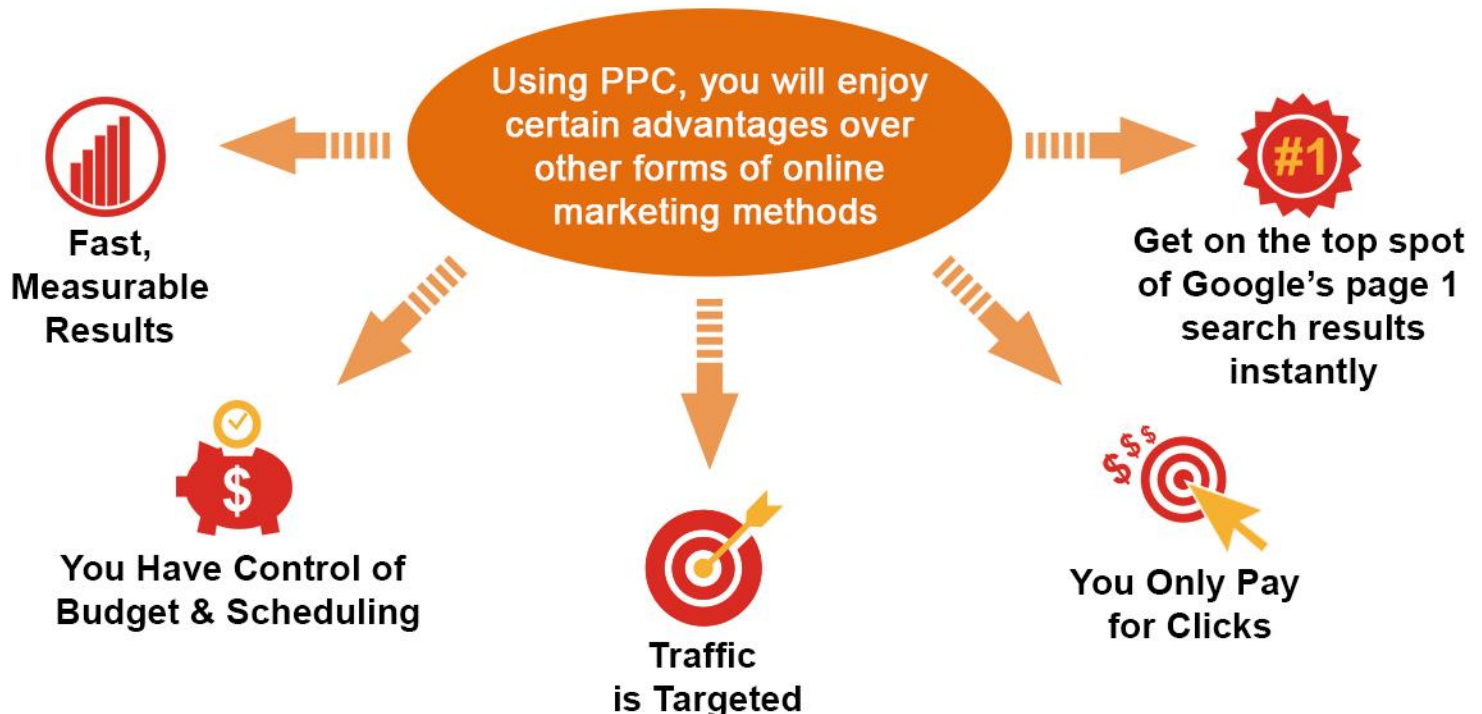 Using PPC, you will enjoy
certain advantages over
other forms of online
marketing methods
Fast,
Measurable
Results
$
You Have Control of
Budget & Scheduling
Traffic
is Targeted
$$$
You Only Pay
for Clicks
#1
Get on the top spot
of Google's page 1
search results
instantly